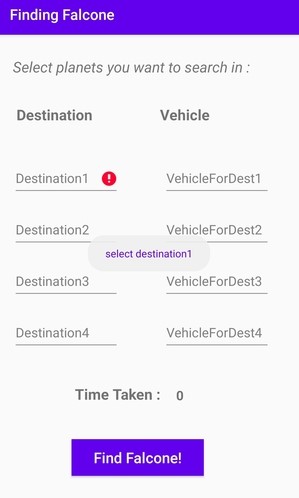 Finding Falcone
Select planets you want to search in :
Destination Vehicle
Destination1 VehicleForDest1
Destination2 VehicleForDest2
select destination1
Destination3 VehicleForDest3
Destination4 VehicleForDest4
Time Taken : 0
Find Falcone!